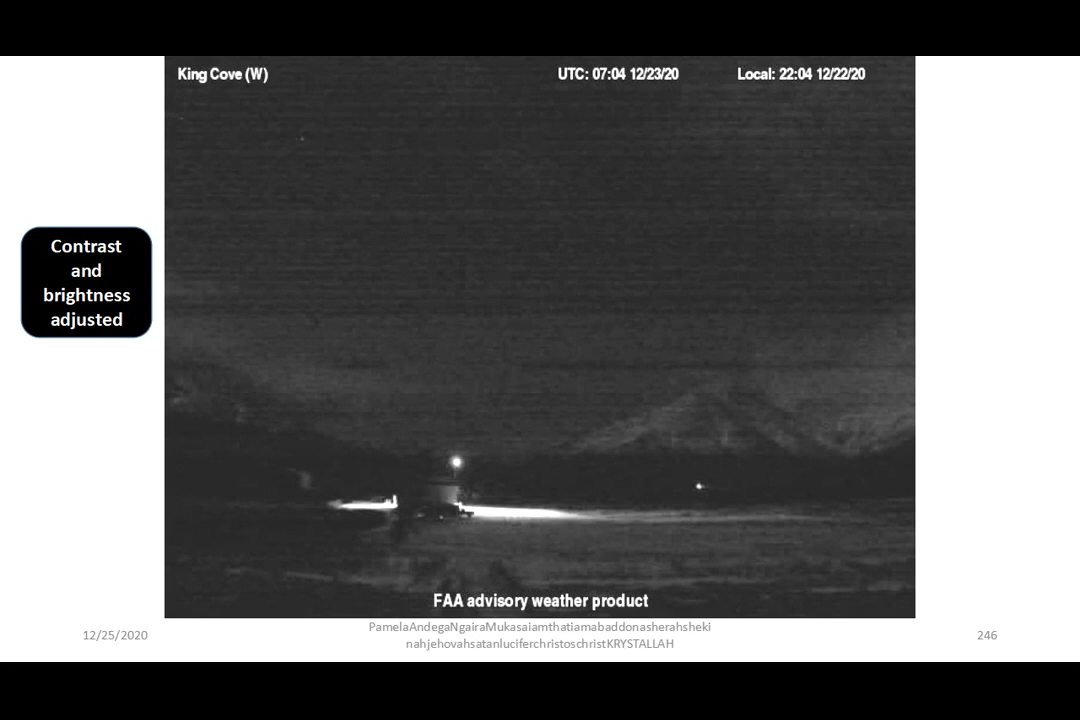 King Cove (W) UTC: 07:04 12/23/20 Local: 22:04 12/22/20
Contrast
and
brightness
adjusted
FAA advisory weather product
12/25/2020
PamelaAndegaNgairaMukasaiamthatiamabaddonasherahsheki
nahjehovahsatanluciferchristoschristKRYSTALLAH
246